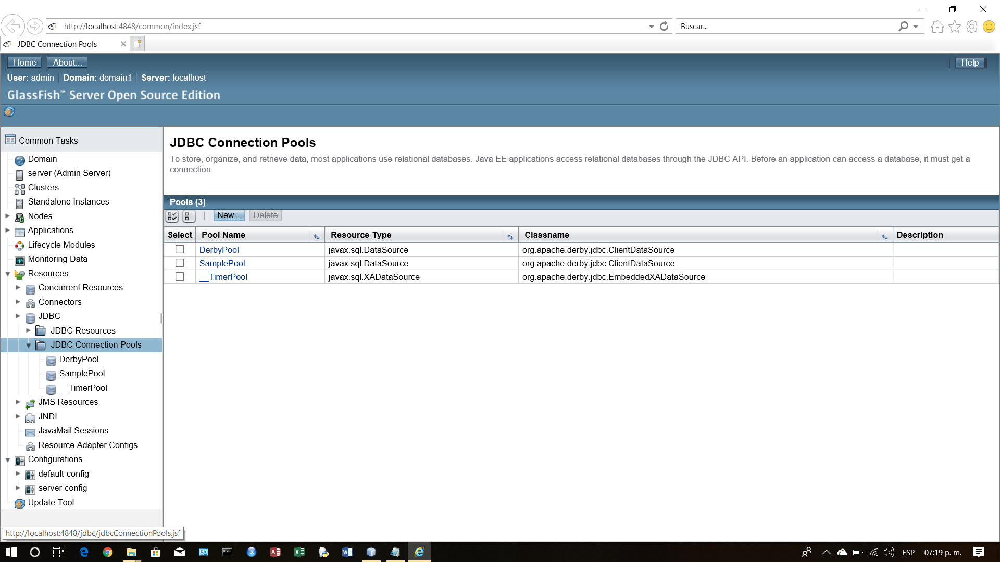 http://localhost:4848/common/index.jsf
Buscar...
JDBC Connection Pools
Home About... Help
User: admin Domain: domain1 Server: localhost
GlassFish™ Server Open Source Edition
Common Tasks
Domain
server (Admin Server)
Clusters
Standalone Instances
Nodes
Applications
Lifecycle Modules
Monitoring Data
Resources
Concurrent Resources
Connectors
JDBC
JDBC Resources
JDBC Connection Pools
DerbyPool
SamplePool
__TimerPool
JMS Resources
JNDI
JavaMail Sessions
Resource Adapter Configs
Configurations
default-config
server-config
Update Tool
JDBC Connection Pools
To store, organize, and retrieve data, most applications use relational databases. Java EE applications access relational databases through the JDBC API. Before an application can access a database, it must get a
connection.
Pools (3)
New... Delete
Select Pool Name Resource Type Classname Description
DerbyPool javax.sql.DataSource org.apache.derby.jdbc.ClientDataSource
SamplePool javax.sql.DataSource org.apache.derby.jdbc.ClientDataSource
__TimerPool javax.sql.XADataSource org.apache.derby.jdbc.EmbeddedXADataSource
http://localhost:4848/jdbc/jdbcConnectionPools.jsf
ESP 07:19 p. m.